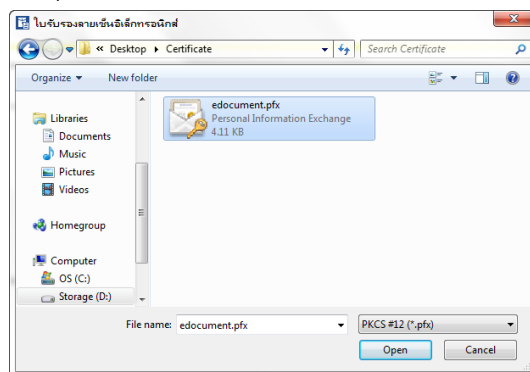 ใบรับรองลายเซ็นอิเล็กทรอนิกส์
« Desktop ▸ Certificate
Search Certificate
Organize ▾ New folder
Libraries
Documents
Music
Pictures
Videos
Homegroup
Computer
OS (C:)
Storage (D:)
edocument.pfx
Personal Information Exchange
4.11 KB
File name: edocument.pfx
PKCS #12 (*.pfx)
Open Cancel